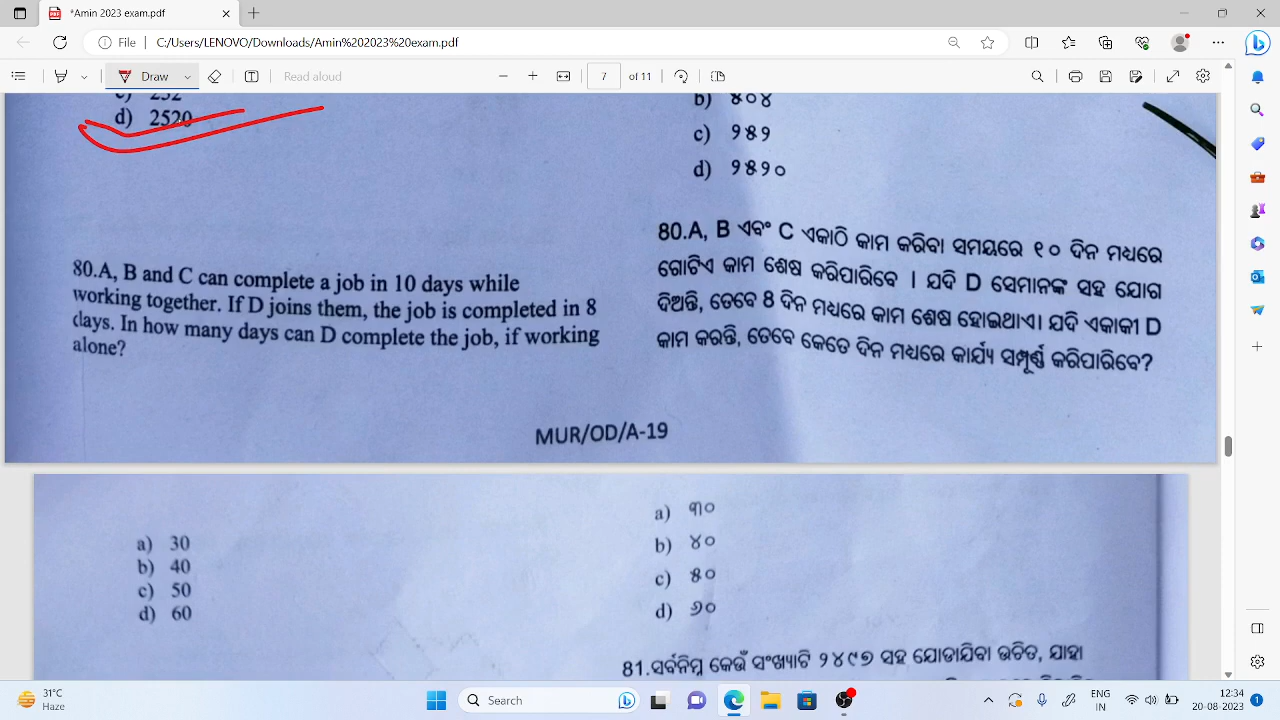 *Amin 2023 exam.pdf
File
C:/Users/LENOVO/Downloads/Amin%202023%20exam.pdf
Draw
Read aloud
7
of 11
c) 252
d) 2520
b) ୫୦୪
c) ୨୫୨
d) ୨୫୨୦
80.A, B and C can complete a job in 10 days while
working together. If D joins them, the job is completed in 8
days. In how many days can D complete the job, if working
alone?
80.A, B ଏବଂ C ଏକାଠି କାମ କରିବା ସମୟରେ ୧୦ ଦିନ ମଧ୍ୟରେ
ଗୋଟିଏ କାମ ଶେଷ କରିପାରିବେ । ଯଦି D ସେମାନଙ୍କ ସହ ଯୋଗ
ଦିଅନ୍ତି, ତେବେ 8 ଦିନ ମଧ୍ୟରେ କାମ ଶେଷ ହୋଇଥାଏ। ଯଦି ଏକାକୀ D
କାମ କରନ୍ତି, ତେବେ କେତେ ଦିନ ମଧ୍ୟରେ କାର୍ଯ୍ୟ ସମ୍ପୂର୍ଣ୍ଣ କରିପାରିବେ?
MUR/OD/A-19
a) 30
b) 40
c) 50
d) 60
a) ୩୦
b) ୪୦
c) ୫୦
d) ୬୦
81.ସର୍ବନିମ୍ନ କେଉଁ ସଂଖ୍ୟାଟି ୨୪୯୭ ସହ ଯୋଡାଯିବା ଉଚିତ, ଯାହା
31°C
Haze
Search
ENG
IN
12:34
20-08-2023